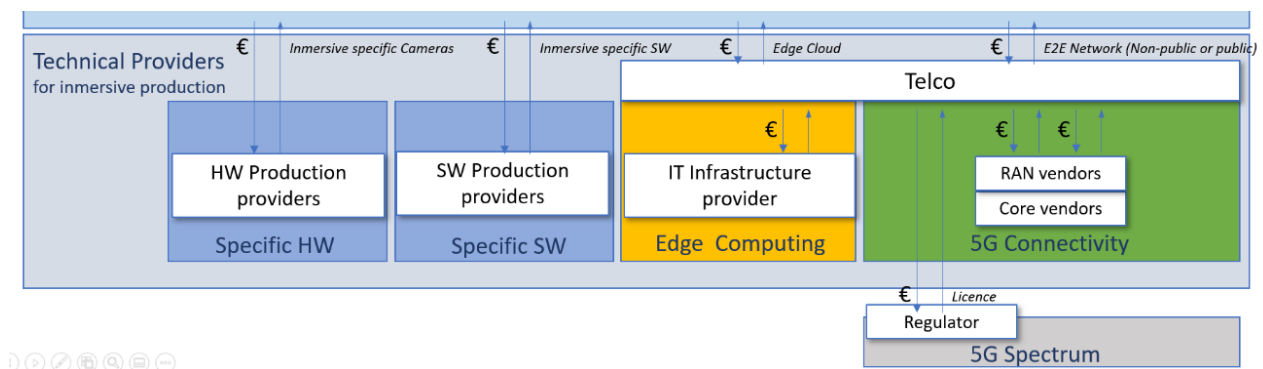 € Inmersive specific Cameras € Inmersive specific SW € Edge Cloud € E2E Network (Non-public or public)
Technical Providers
for inmersive production
Telco
€ € €
HW Production
providers
SW Production
providers
IT Infrastructure
provider
RAN vendors
Core vendors
Specific HW
Specific SW
Edge Computing
5G Connectivity
€ Licence
Regulator
5G Spectrum